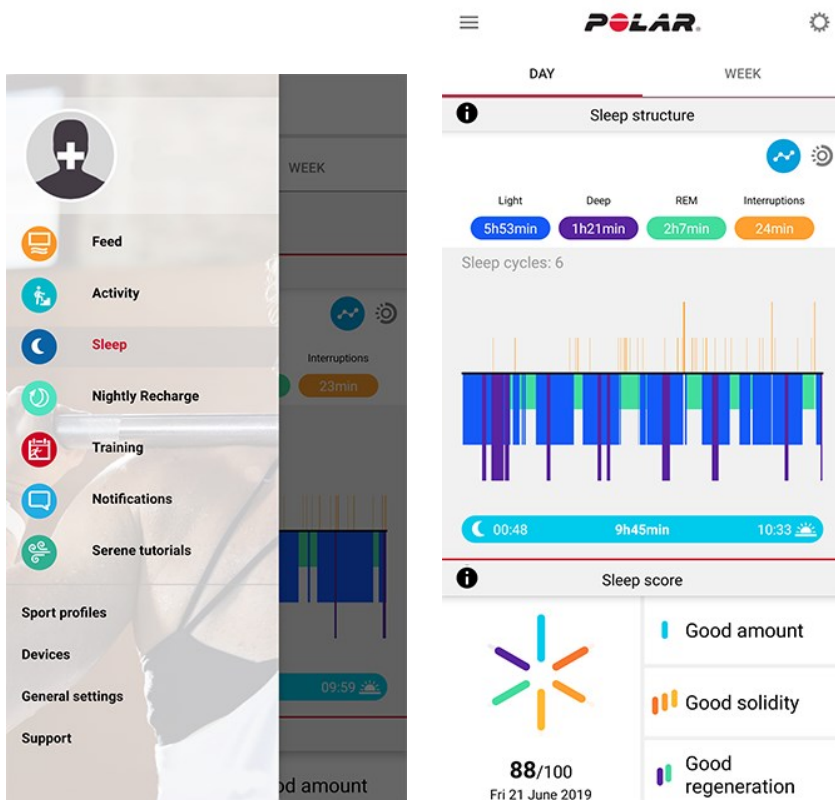 WEEK
Feed
Activity
Sleep
Interruptions
Nightly Recharge
23min
Training
Notifications
Serene tutorials
Sport profiles
Devices
09:59
General settings
Support
od amount
POLAR.
DAY WEEK
Sleep structure
Light Deep REM Interruptions
5h53min 1h21min 2h7min 24min
Sleep cycles: 6
00:48 9h45min 10:33
Sleep score
Good amount
Good solidity
88/100
Fri 21 June 2019
Good
regeneration